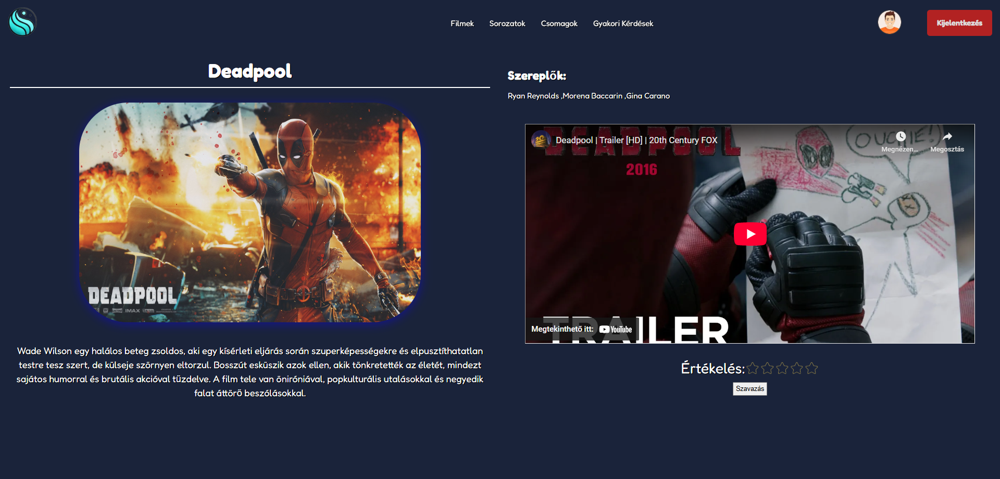 Filmek
Sorozatok
Csomagok
Gyakori Kérdések
Kijelentkezés
Deadpool
DEADPOOL
IMAX
Wade Wilson egy halálos beteg zsoldos, aki egy kísérleti eljárás során szuperképességekre és elpusztíthatatlan
testre tesz szert, de külseje szörnyen eltorzul. Bosszút esküszik azok ellen, akik tönkretették az életét, mindezt
sajátos humorral és brutális akcióval tűzdelve. A film tele van öniróniával, popkulturális utalásokkal és negyedik
falat áttörő beszólásokkal.
Szereplők:
Ryan Reynolds ,Morena Baccarin ,Gina Carano
DEADPOOL
Deadpool | Trailer [HD] | 20th Century FOX
2016
OUCHIE!
Megnézen...
Megosztás
TRAILER
Megtekinthető itt: YouTube
Értékelés:
Szavazás